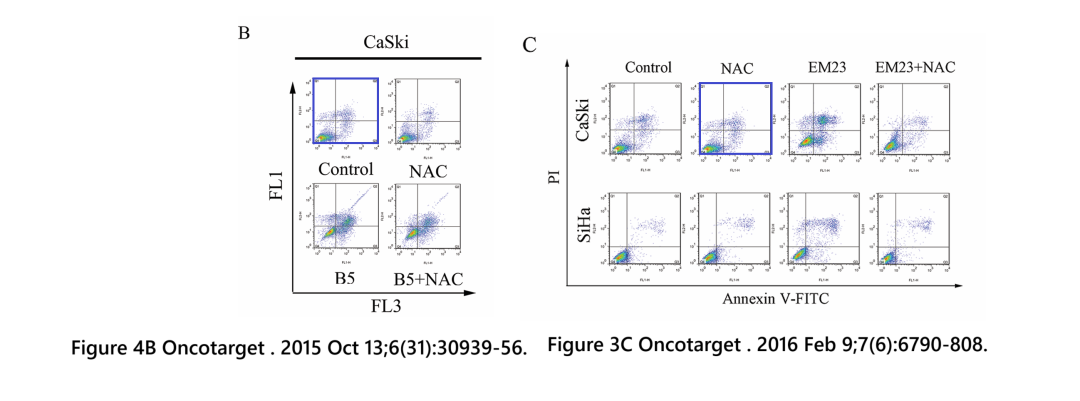 B
CaSki
FL1
Control
NAC
B5
B5+NAC
FL3
Figure 4B Oncotarget . 2015 Oct 13;6(31):30939-56.
C
Control NAC EM23 EM23+NAC
CaSki
SiHa
PI
Annexin V-FITC
Figure 3C Oncotarget . 2016 Feb 9;7(6):6790-808.